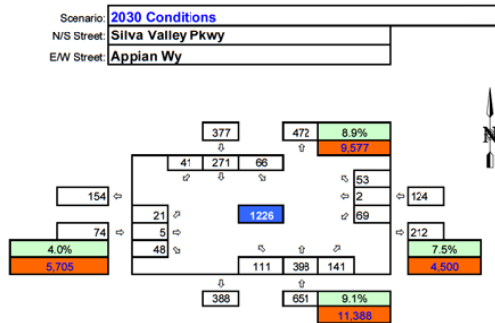 Scenario: 2030 Conditions
N/S Street: Silva Valley Pkwy
E/W Street: Appian Wy
N
377 472 8.9%
9,577
41 271 66
154 53
2 124
21 1226 69
74 5 212
4.0% 48 7.5%
5,705 111 398 141 4,500
388 651 9.1%
11,388